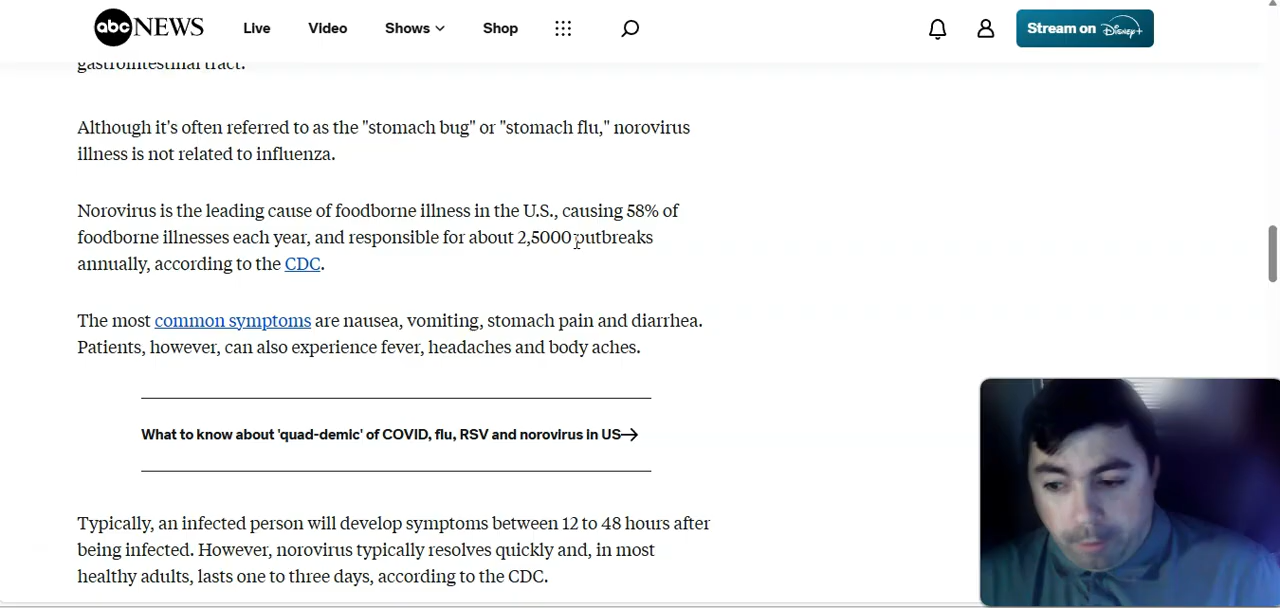 abc NEWS Live Video Shows Shop Stream on Disney+
gastrointestinal tract.
Although it's often referred to as the "stomach bug" or "stomach flu," norovirus
illness is not related to influenza.
Norovirus is the leading cause of foodborne illness in the U.S., causing 58% of
foodborne illnesses each year, and responsible for about 2,5000 outbreaks
annually, according to the CDC.
The most common symptoms are nausea, vomiting, stomach pain and diarrhea.
Patients, however, can also experience fever, headaches and body aches.
What to know about 'quad-demic' of COVID, flu, RSV and norovirus in US→
Typically, an infected person will develop symptoms between 12 to 48 hours after
being infected. However, norovirus typically resolves quickly and, in most
healthy adults, lasts one to three days, according to the CDC.